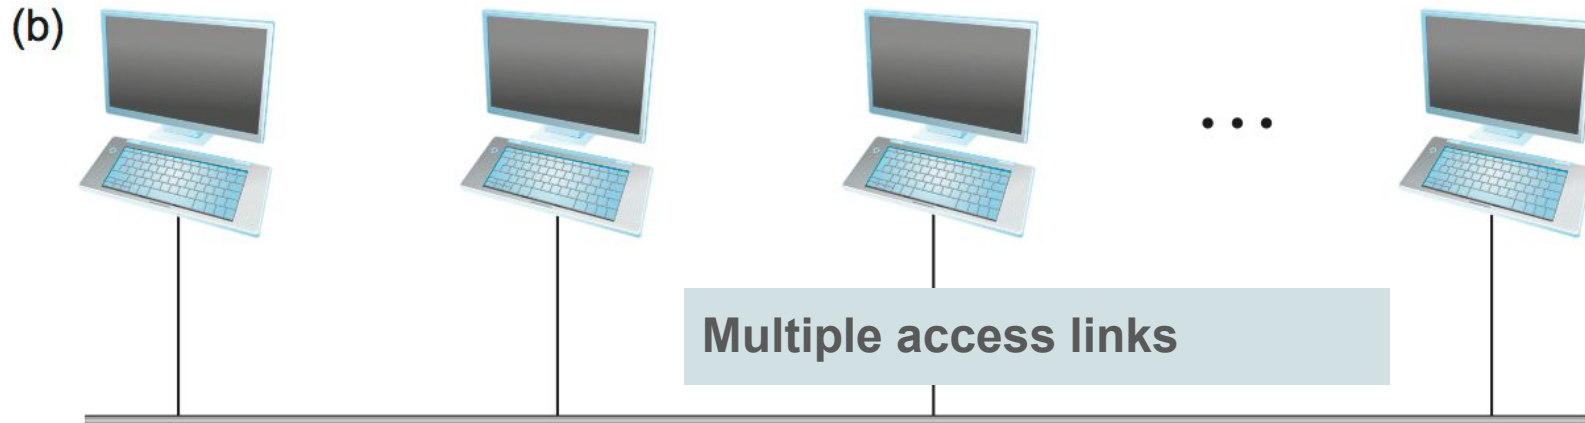 (b)
. . .
Multiple access links